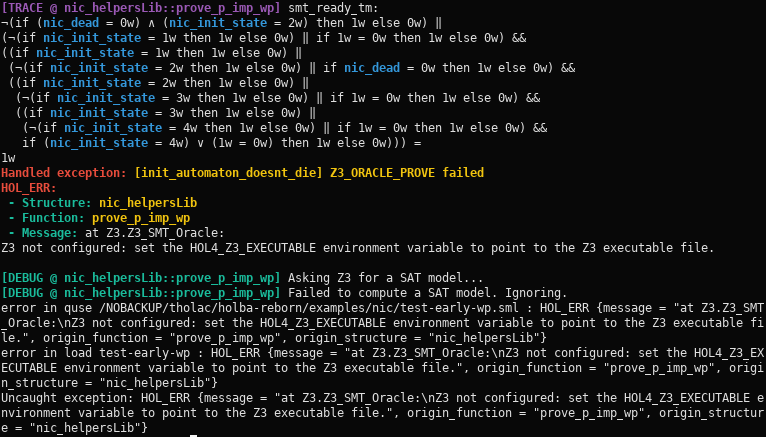 [TRACE @ nic_helpersLib::prove_p_imp_wp] smt_ready_tm:
¬(if (nic_dead = 0w) ∧ (nic_init_state = 2w) then 1w else 0w) ‖
(¬(if nic_init_state = 1w then 1w else 0w) ‖ if 1w = 0w then 1w else 0w) &&
((if nic_init_state = 1w then 1w else 0w) ‖
(¬(if nic_init_state = 2w then 1w else 0w) ‖ if nic_dead = 0w then 1w else 0w) &&
((if nic_init_state = 2w then 1w else 0w) ‖
(¬(if nic_init_state = 3w then 1w else 0w) ‖ if 1w = 0w then 1w else 0w) &&
((if nic_init_state = 3w then 1w else 0w) ‖
(¬(if nic_init_state = 4w then 1w else 0w) ‖ if 1w = 0w then 1w else 0w) &&
if (nic_init_state = 4w) ∨ (1w = 0w) then 1w else 0w))) =
1w
Handled exception: [init_automaton_doesnt_die] Z3_ORACLE_PROVE failed
HOL_ERR:
- Structure: nic_helpersLib
- Function: prove_p_imp_wp
- Message: at Z3.Z3_SMT_Oracle:
Z3 not configured: set the HOL4_Z3_EXECUTABLE environment variable to point to the Z3 executable file.
[DEBUG @ nic_helpersLib::prove_p_imp_wp] Asking Z3 for a SAT model...
[DEBUG @ nic_helpersLib::prove_p_imp_wp] Failed to compute a SAT model. Ignoring.
error in quse /NOBACKUP/tholac/holba-reborn/examples/nic/test-early-wp.sml : HOL_ERR {message = "at Z3.Z3_SMT
_Oracle:\nZ3 not configured: set the HOL4_Z3_EXECUTABLE environment variable to point to the Z3 executable fi
le.", origin_function = "prove_p_imp_wp", origin_structure = "nic_helpersLib"}
error in load test-early-wp : HOL_ERR {message = "at Z3.Z3_SMT_Oracle:\nZ3 not configured: set the HOL4_Z3_EX
ECUTABLE environment variable to point to the Z3 executable file.", origin_function = "prove_p_imp_wp", origi
n_structure = "nic_helpersLib"}
Uncaught exception: HOL_ERR {message = "at Z3.Z3_SMT_Oracle:\nZ3 not configured: set the HOL4_Z3_EXECUTABLE e
nvironment variable to point to the Z3 executable file.", origin_function = "prove_p_imp_wp", origin_structur
e = "nic_helpersLib"}